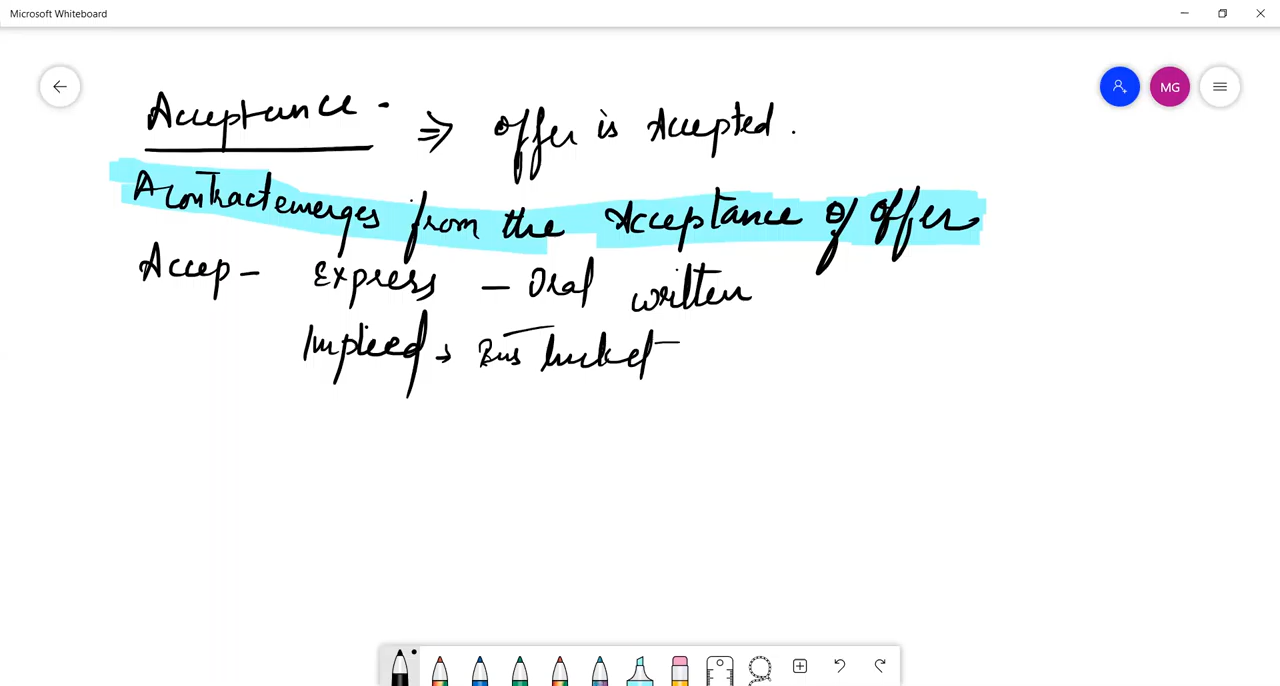 Microsoft Whiteboard
MG
Acceptance.
⇒ offer is Accepted.
A contract emerges from the Acceptance of offer
Accep - Express - Oral written
Implied → Bus